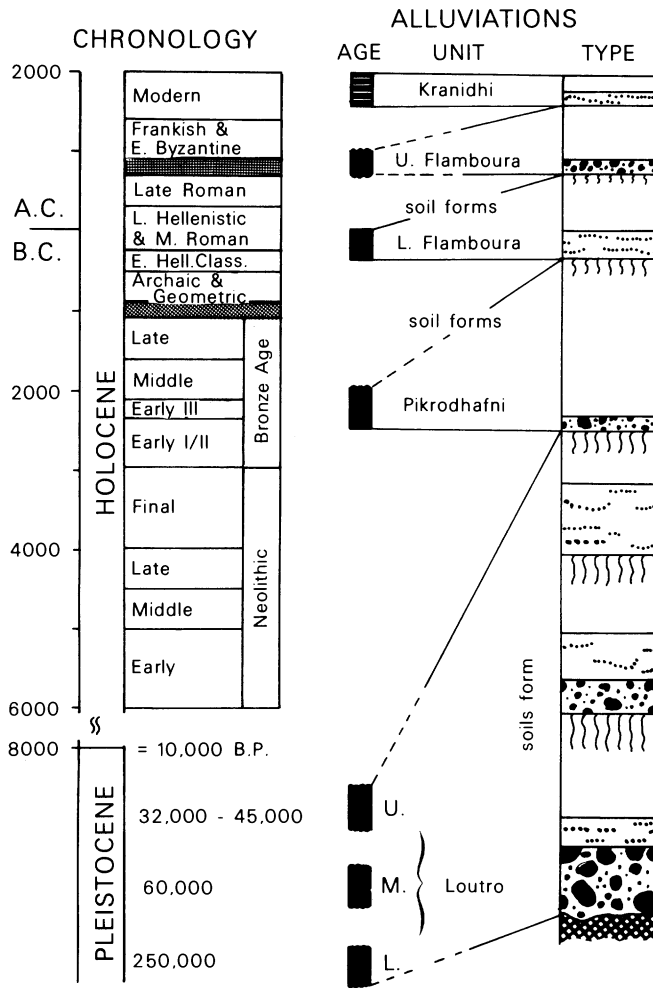 ALLUVIATIONS
CHRONOLOGY
AGE UNIT TYPE
2000
Modern
Kranidhi
Frankish &
E. Byzantine
U. Flamboura
Late Roman
A.C.
B.C.
L. Hellenistic
& M. Roman
soil forms
L. Flamboura
E. Hell. Class.
Archaic &
Geometric
soil forms
HOLOCENE
Late
Middle
2000
Early III
Early I/II
Bronze Age
Pikrodhafni
Final
4000
Late
Middle
Early
Neolithic
6000
soils form
8000
= 10,000 B.P.
PLEISTOCENE
32,000 - 45,000
U.
60,000
M.
Loutro
250,000
L.